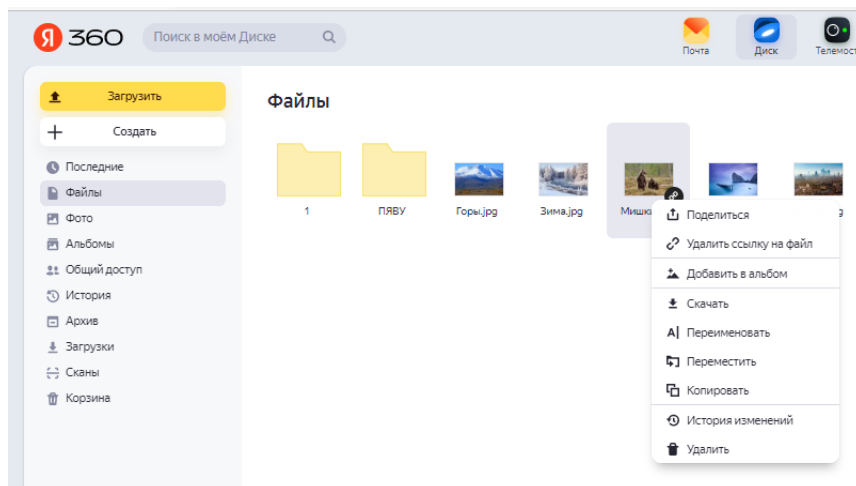 Я 360
Поиск в моём Диске
Почта
Диск
Телемост
Загрузить
Создать
Последние
Файлы
Фото
Альбомы
Общий доступ
История
Архив
Загрузки
Сканы
Корзина
Файлы
1
ПЯВУ
Горы.jpg
Зима.jpg
Мишк
g
Поделиться
Удалить ссылку на файл
Добавить в альбом
Скачать
Переименовать
Переместить
Копировать
История изменений
Удалить